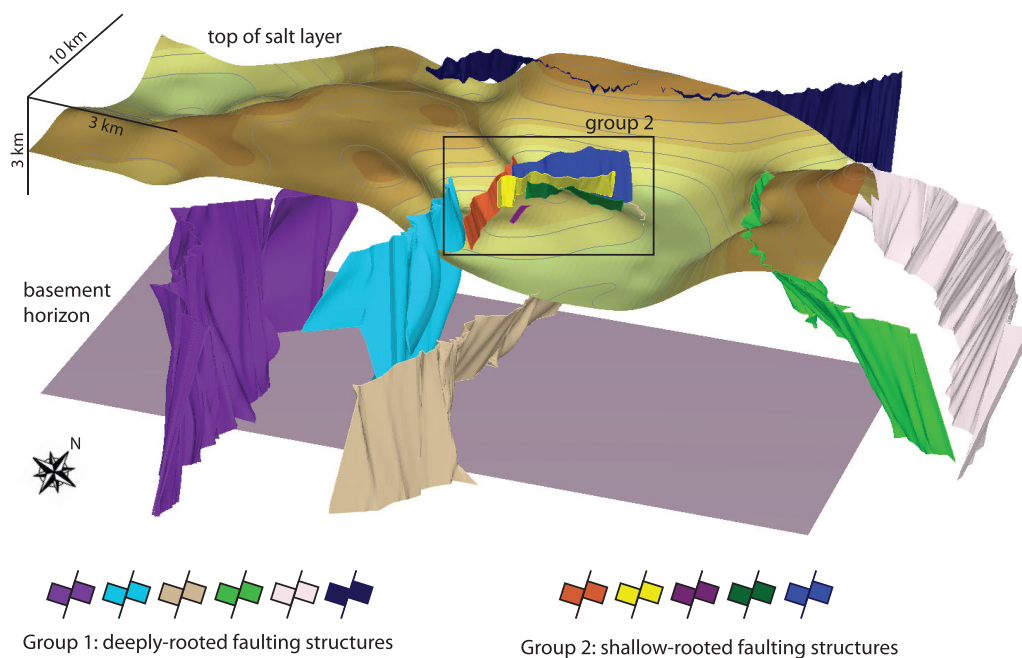 top of salt layer
10 km
3 km
3 km
group 2
basement
horizon
N
Group 1: deeply-rooted faulting structures
Group 2: shallow-rooted faulting structures